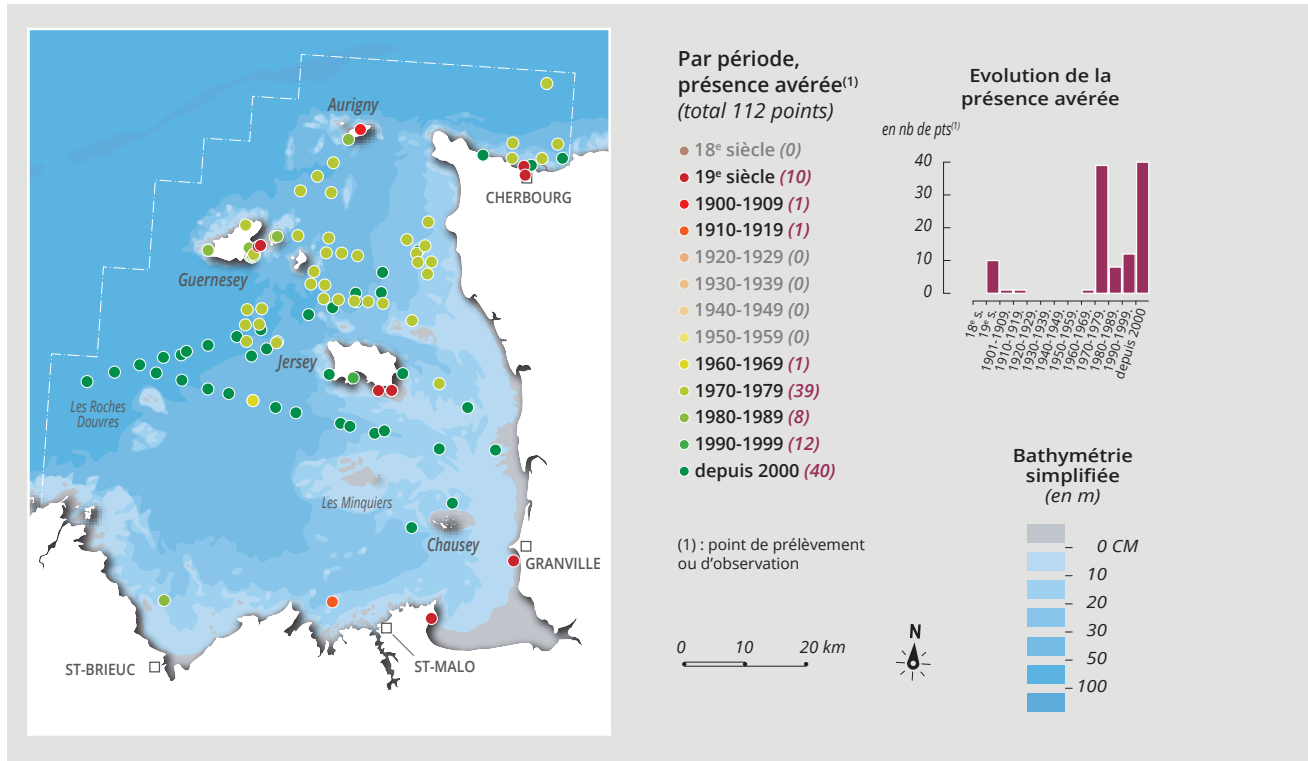 Aurigny
CHERBOURG
Guernesey
Jersey
Les Roches
Douvres
Les Minquiers
Chausey
GRANVILLE
ST-BRIEUC
ST-MALO
Par période,
présence avérée(1)
(total 112 points)
18e siècle (0)
19e siècle (10)
1900-1909 (1)
1910-1919 (1)
1920-1929 (0)
1930-1939 (0)
1940-1949 (0)
1950-1959 (0)
1960-1969 (1)
1970-1979 (39)
1980-1989 (8)
1990-1999 (12)
depuis 2000 (40)
(1) : point de prélèvement
ou d'observation
0 10 20 km
N
Evolution de la
présence avérée
en nb de pts(1)
40
30
20
10
0
18e s.
19e s.
1901-1909.
1910-1919.
1920-1929.
1930-1939.
1940-1949.
1950-1959.
1960-1969.
1970-1979.
1980-1989.
1990-1999.
depuis 2000
Bathymétrie
simplifiée
(en m)
0 CM
10
20
30
50
100